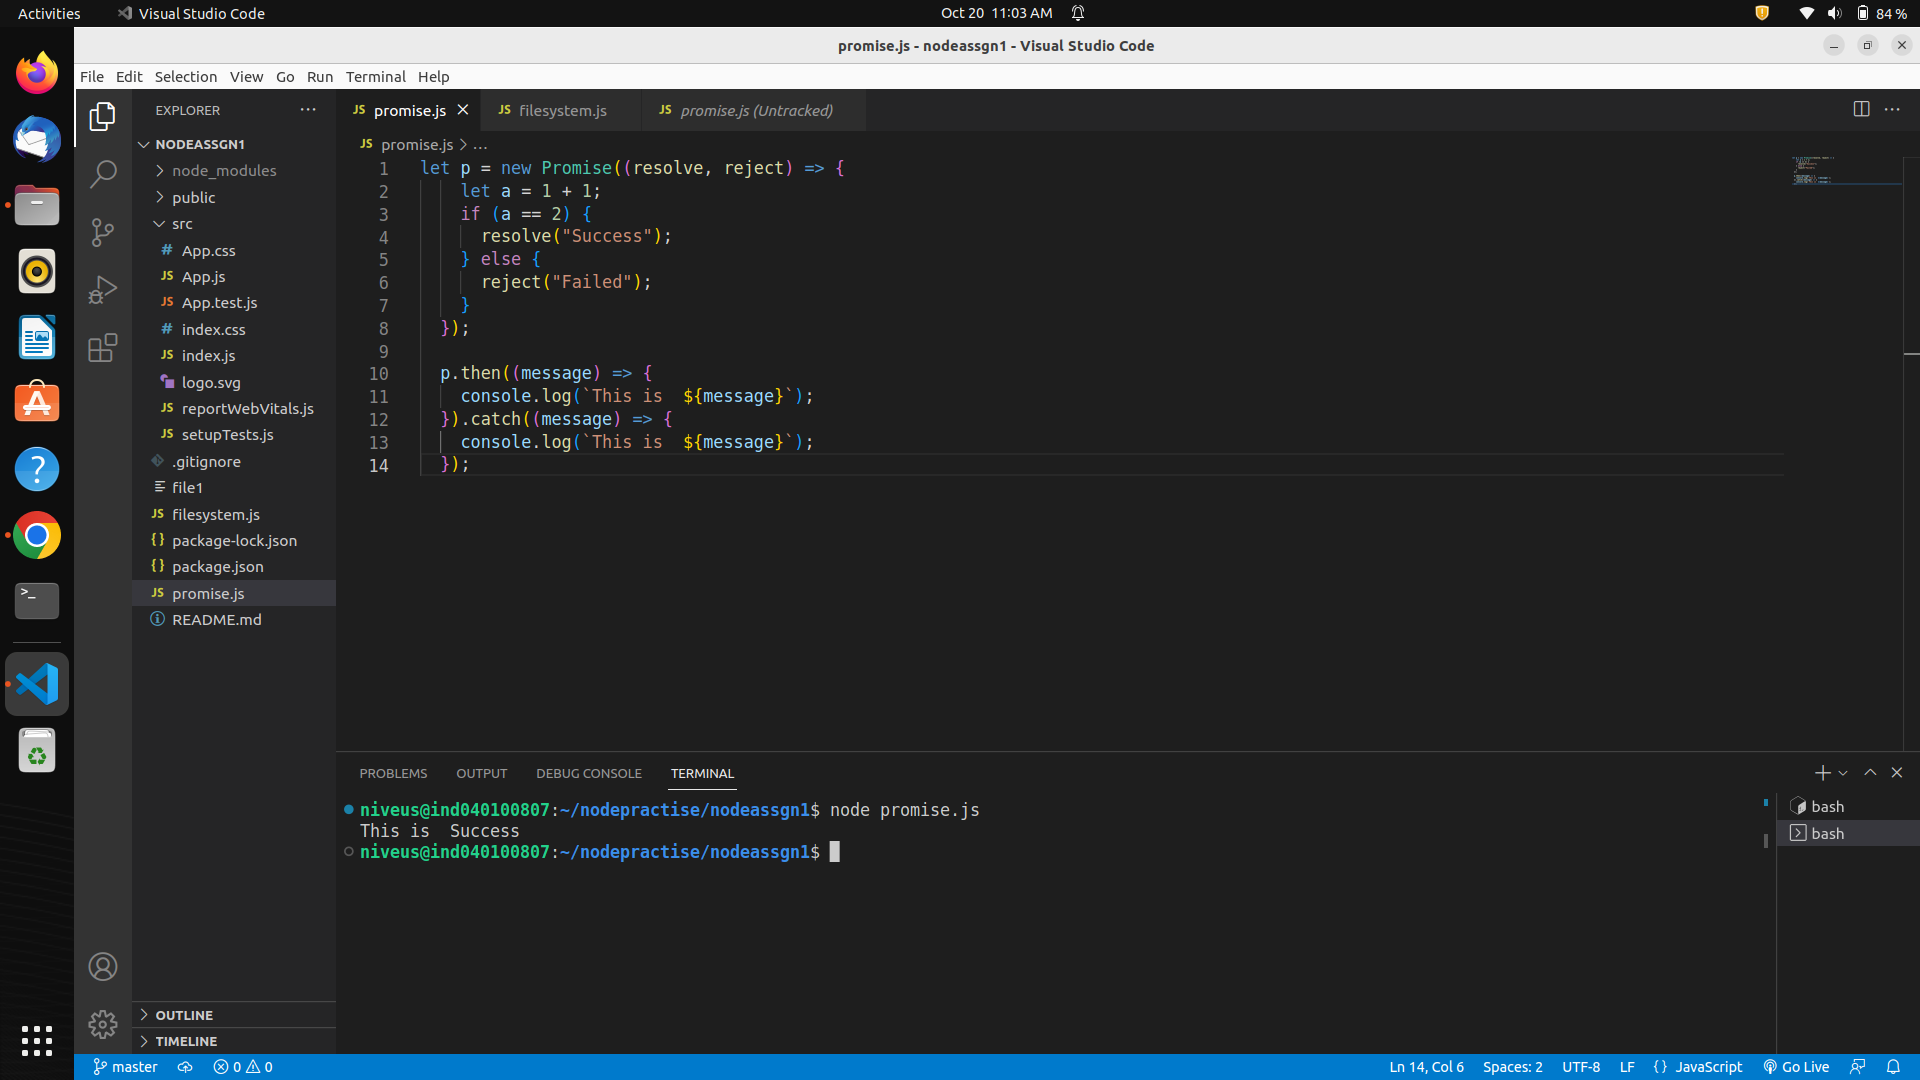 Activities Visual Studio Code Oct 20 11:03 AM 84 %
promise.js - nodeassgn1 - Visual Studio Code
File Edit Selection View Go Run Terminal Help
EXPLORER
NODEASSGN1
node_modules
public
src
# App.css
JS App.js
JS App.test.js
# index.css
JS index.js
logo.svg
JS reportWebVitals.js
JS setupTests.js
.gitignore
file1
JS filesystem.js
{} package-lock.json
{} package.json
JS promise.js
README.md
OUTLINE
TIMELINE
JS promise.js JS filesystem.js JS promise.js (Untracked)
JS promise.js > ...
1 let p = new Promise((resolve, reject) => {
2     let a = 1 + 1;
3     if (a == 2) {
4       resolve("Success");
5     } else {
6       reject("Failed");
7     }
8   });
9
10   p.then((message) => {
11     console.log(`This is  ${message}`);
12   }).catch((message) => {
13     console.log(`This is  ${message}`);
14   });
PROBLEMS OUTPUT DEBUG CONSOLE TERMINAL
niveus@ind040100807:~/nodepractise/nodeassgn1$ node promise.js
This is  Success
niveus@ind040100807:~/nodepractise/nodeassgn1$
bash
bash
master 0 0 Ln 14, Col 6 Spaces: 2 UTF-8 LF {} JavaScript Go Live